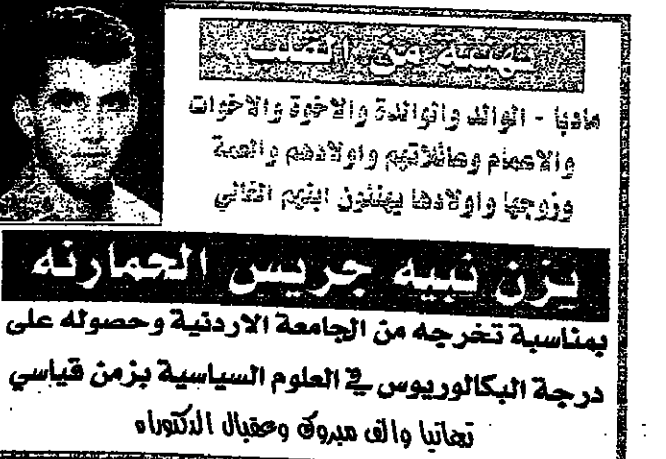 تهنئة من القلب
مادبا - الوالد والوالدة والاخوة والاخوات
والاعمام وعائلاتهم واولادهم والعمة
وزوجها واولادها يهنئون ابنهم الغالي
يزن نبيه جريس الحمارنه
بمناسبة تخرجه من الجامعة الاردنية وحصوله على
درجة البكالوريوس في العلوم السياسية بزمن قياسي
تهانيا والف مبروك وعقبال الدكتوراه